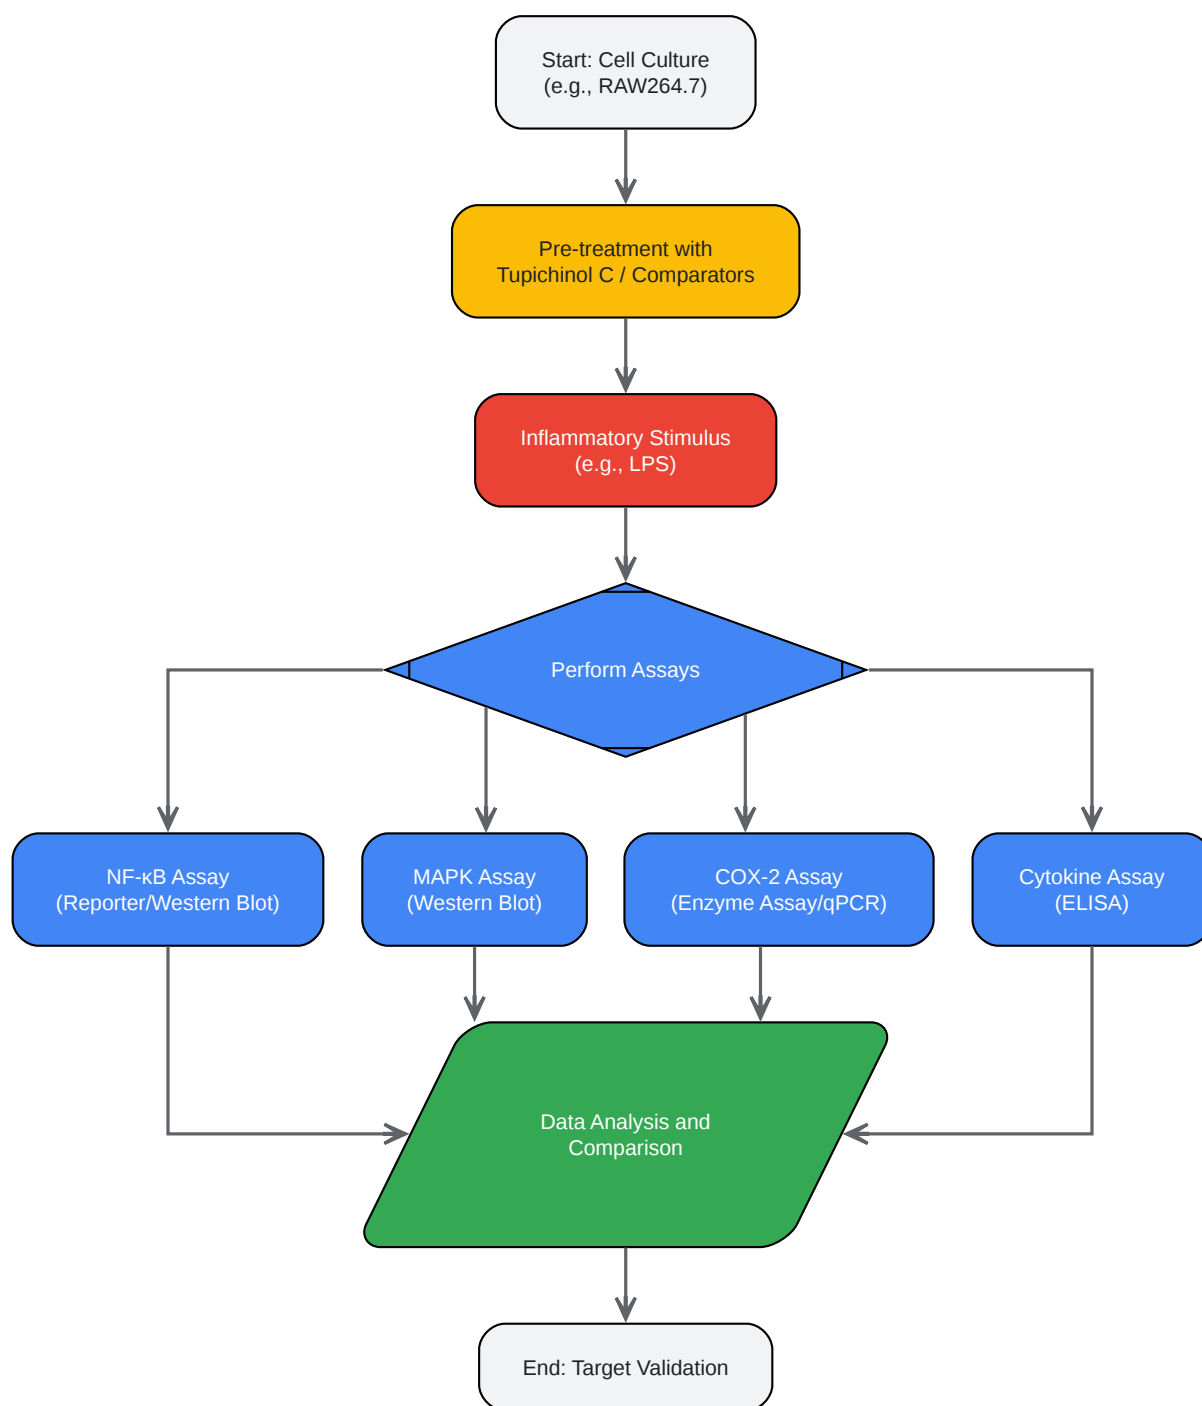 Start: Cell Culture
(e.g., RAW264.7)
Pre-treatment with
Tupichinol C / Comparators
Inflammatory Stimulus
(e.g., LPS)
Perform Assays
NF-κB Assay
(Reporter/Western Blot)
MAPK Assay
(Western Blot)
COX-2 Assay
(Enzyme Assay/qPCR)
Cytokine Assay
(ELISA)
Data Analysis and
Comparison
End: Target Validation